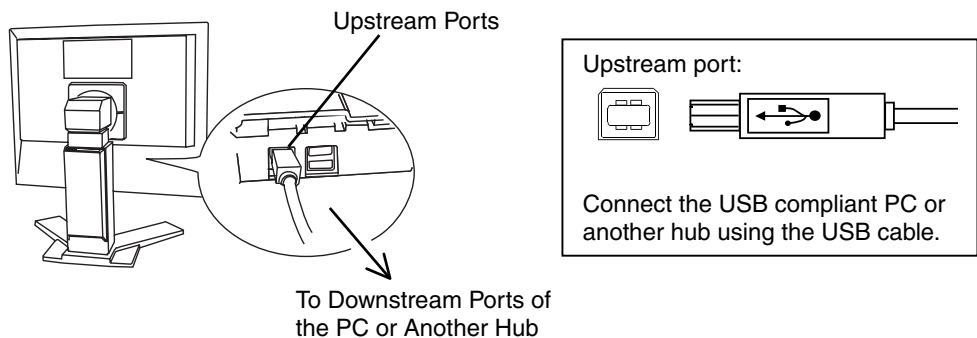 Upstream Ports
To Downstream Ports of
the PC or Another Hub
Upstream port:
Connect the USB compliant PC or
another hub using the USB cable.